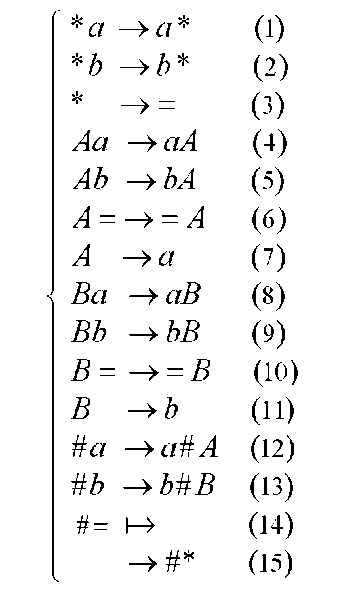 *a → a* (1)
*b → b* (2)
* → = (3)
Aa → aA (4)
Ab → bA (5)
A = → = A (6)
A → a (7)
Ba → aB (8)
Bb → bB (9)
B = → = B (10)
B → b (11)
#a → a#A (12)
#b → b#B (13)
#= ↦ (14)
→ #* (15)